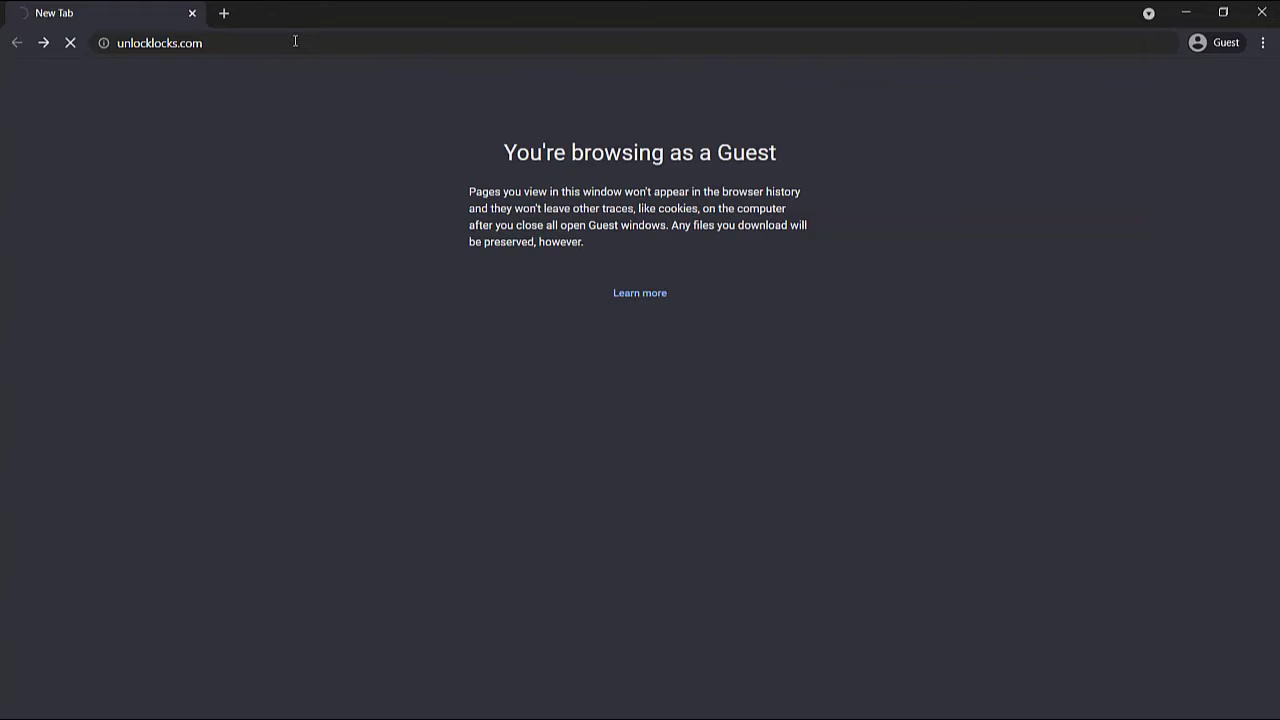 New Tab
unlocklocks.com
Guest
You're browsing as a Guest
Pages you view in this window won't appear in the browser history
and they won't leave other traces, like cookies, on the computer
after you close all open Guest windows. Any files you download will
be preserved, however.
Learn more